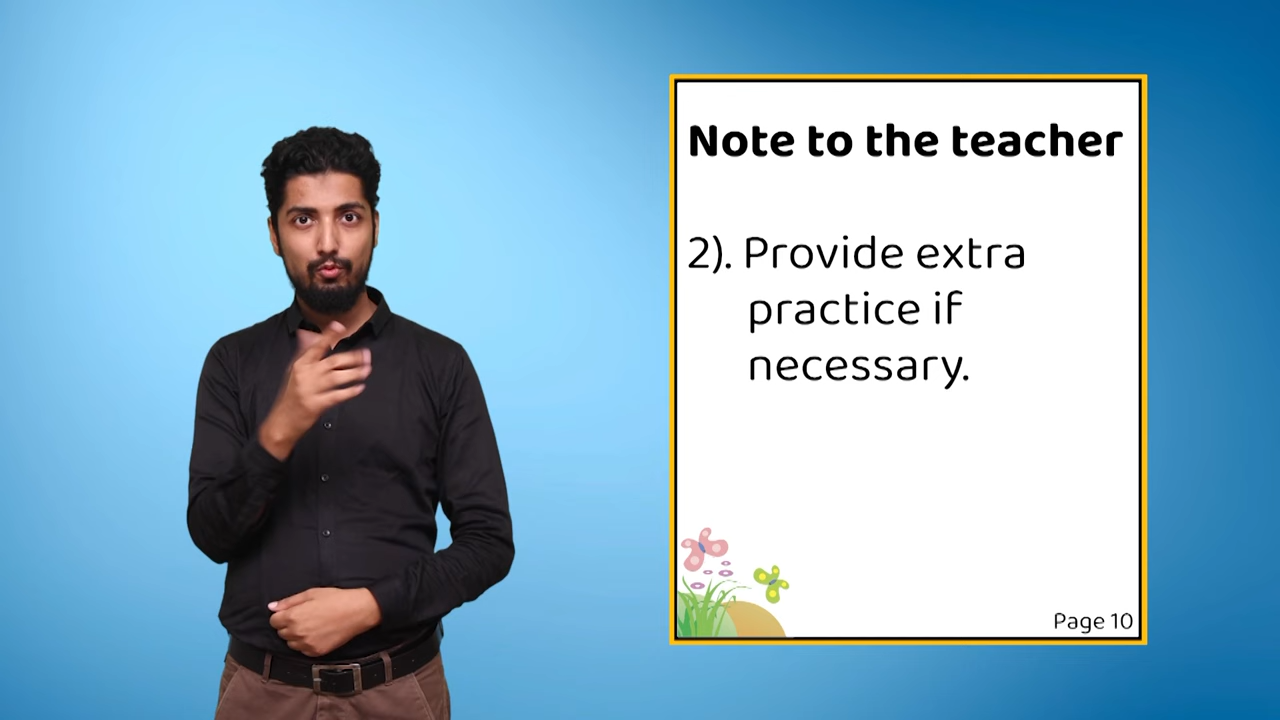 Note to the teacher
2). Provide extra
practice if
necessary.
Page 10